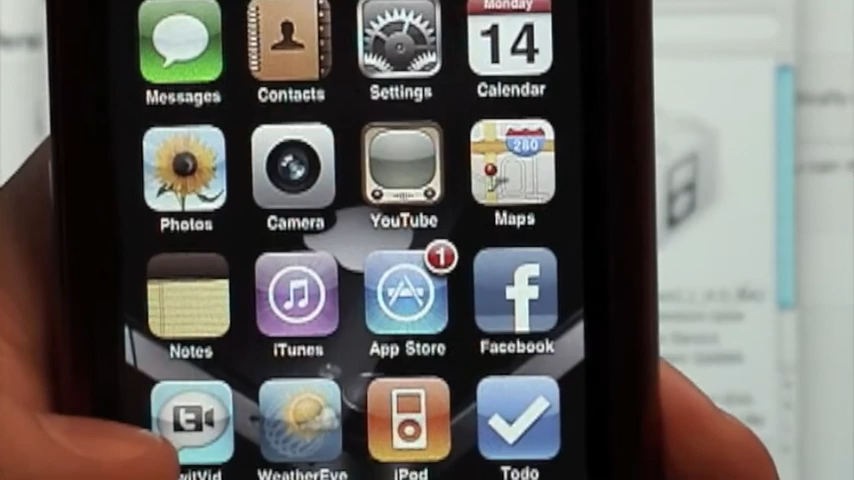 Monday
14
Messages
Contacts
Settings
Calendar
280
Photos
Camera
YouTube
Maps
1
Notes
iTunes
App Store
f
Facebook
t
witVid
WeatherEye
iPod
Todo